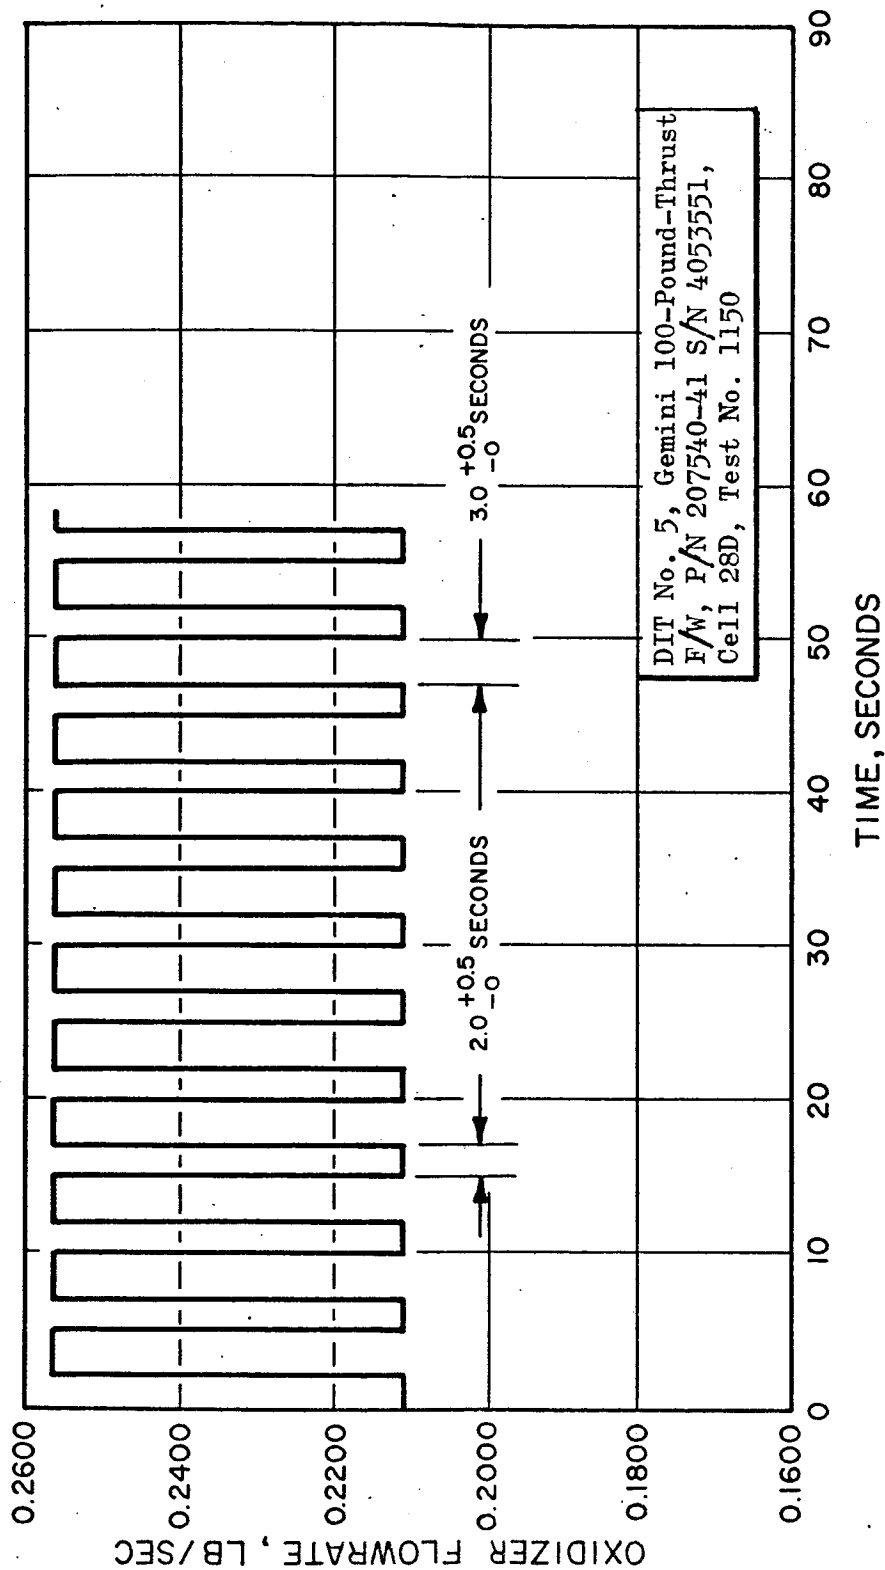 OXIDIZER FLOWRATE, LB/SEC
0.2600
0.2400
0.2200
0.2000
0.1800
0.1600
2.0 +0.5 -0 SECONDS
3.0 +0.5 -0 SECONDS
DIT No. 5, Gemini 100-Pound-Thrust
F/W, P/N 207540-41 S/N 4053551,
Cell 28D, Test No. 1150
0 10 20 30 40 50 60 70 80 90
TIME, SECONDS